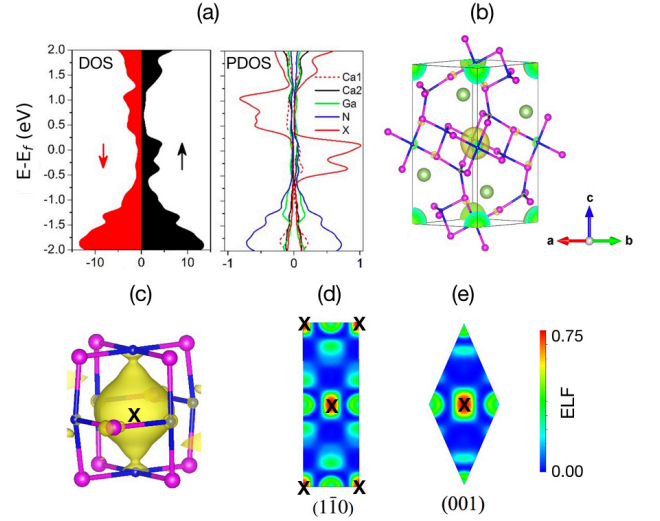 (a)
(b)
DOS
PDOS
E-E_f (eV)
2.0
1.5
1.0
0.5
0.0
-0.5
-1.0
-1.5
-2.0
-10 0 10
-1 0 1
Ca1
Ca2
Ga
N
X
c
a
b
(c)
(d)
(e)
X
X X
X
X X
(11̄0)
X
(001)
0.75
ELF
0.00